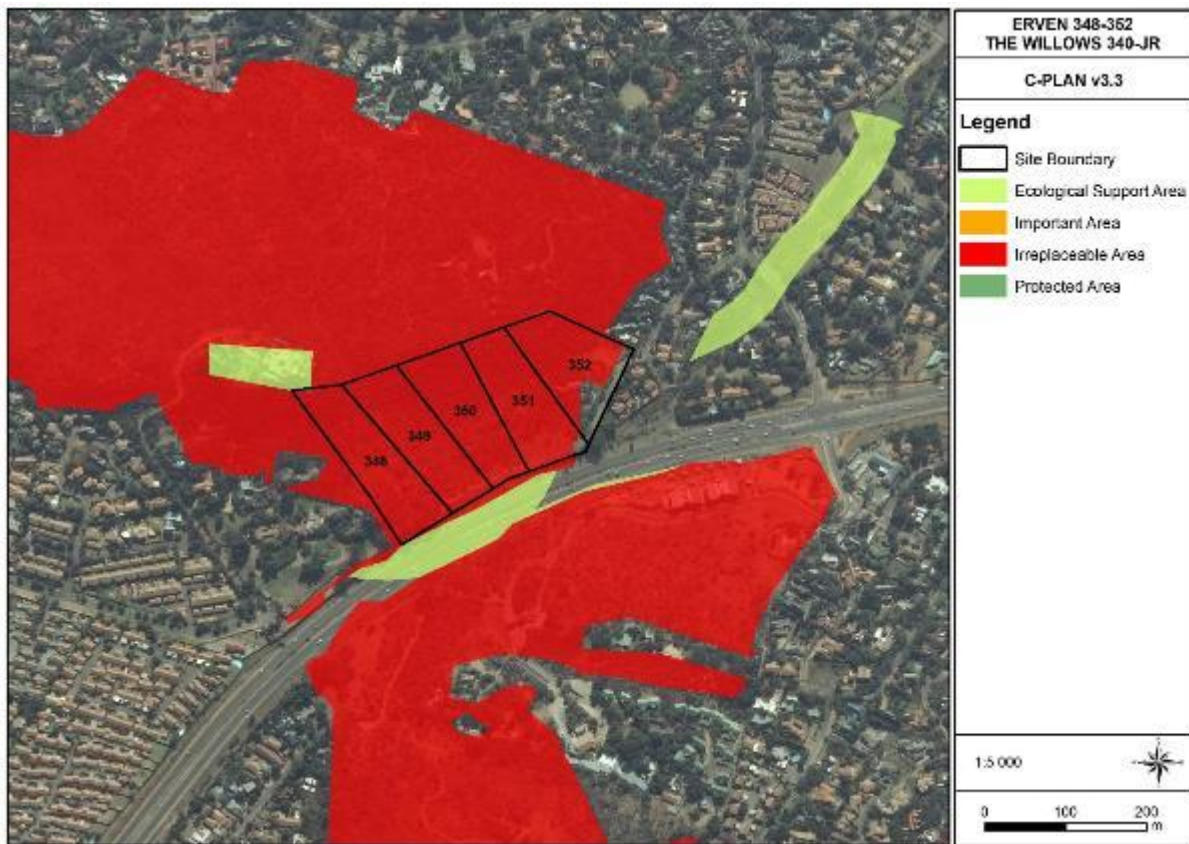 ERVEN 348-352
THE WILLOWS 340-JR
C-PLAN v3.3
Legend
Site Boundary
Ecological Support Area
Important Area
Irreplaceable Area
Protected Area
352
351
350
349
348
1:5 000
0 100 200
m